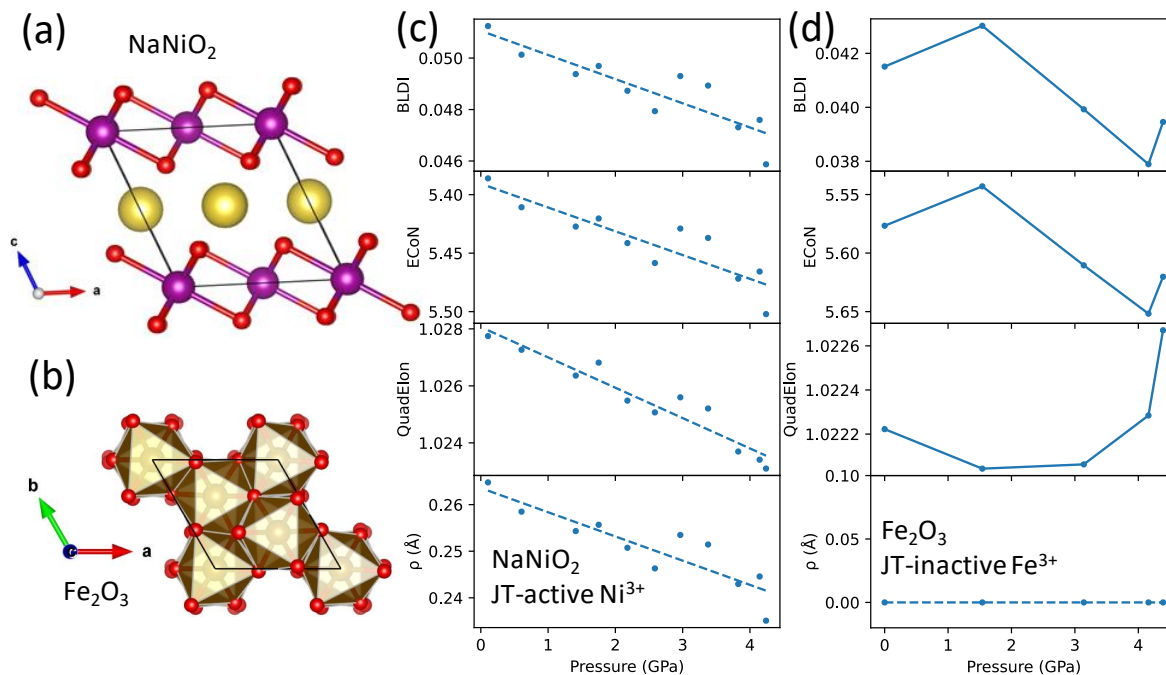 (a)
NaNiO₂
c
a
(b)
b
c
a
Fe₂O₃
(c)
BLDI
0.050
0.048
0.046
ECoN
5.40
5.45
5.50
QuadElon
1.028
1.026
1.024
ρ (Å)
0.26
0.25
0.24
NaNiO₂
JT-active Ni³⁺
0 1 2 3 4
Pressure (GPa)
(d)
BLDI
0.042
0.040
0.038
ECoN
5.55
5.60
5.65
QuadElon
1.0226
1.0222
ρ (Å)
0.10
0.05
0.00
Fe₂O₃
JT-inactive Fe³⁺
0 1 2 3 4
Pressure (GPa)